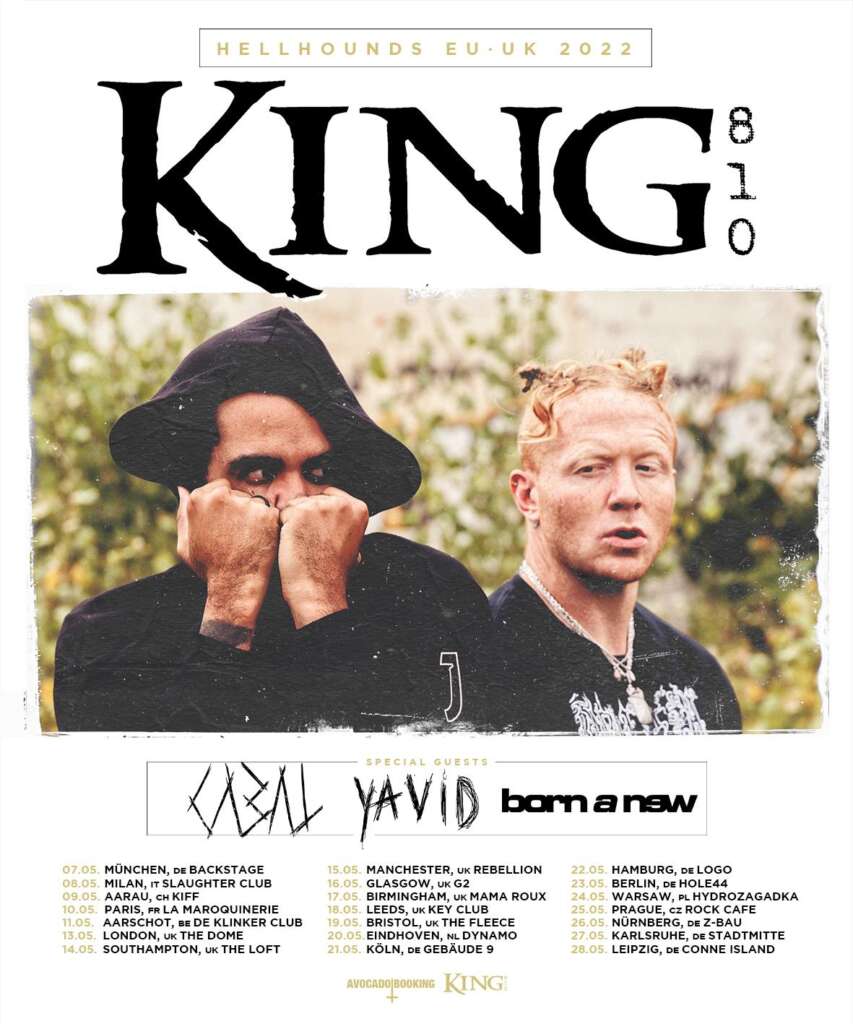 HELLHOUNDS EU · UK 2022
KING 810
J
SPECIAL GUESTS
CABAL YAVID born a new
07.05. MÜNCHEN, DE BACKSTAGE
08.05. MILAN, IT SLAUGHTER CLUB
09.05. AARAU, CH KIFF
10.05. PARIS, FR LA MAROQUINERIE
11.05. AARSCHOT, BE DE KLINKER CLUB
13.05. LONDON, UK THE DOME
14.05. SOUTHAMPTON, UK THE LOFT
15.05. MANCHESTER, UK REBELLION
16.05. GLASGOW, UK G2
17.05. BIRMINGHAM, UK MAMA ROUX
18.05. LEEDS, UK KEY CLUB
19.05. BRISTOL, UK THE FLEECE
20.05. EINDHOVEN, NL DYNAMO
21.05. KÖLN, DE GEBÄUDE 9
22.05. HAMBURG, DE LOGO
23.05. BERLIN, DE HOLE44
24.05. WARSAW, PL HYDROZAGADKA
25.05. PRAGUE, CZ ROCK CAFE
26.05. NÜRNBERG, DE Z-BAU
27.05. KARLSRUHE, DE STADTMITTE
28.05. LEIPZIG, DE CONNE ISLAND
AVOCADO BOOKING KING 810